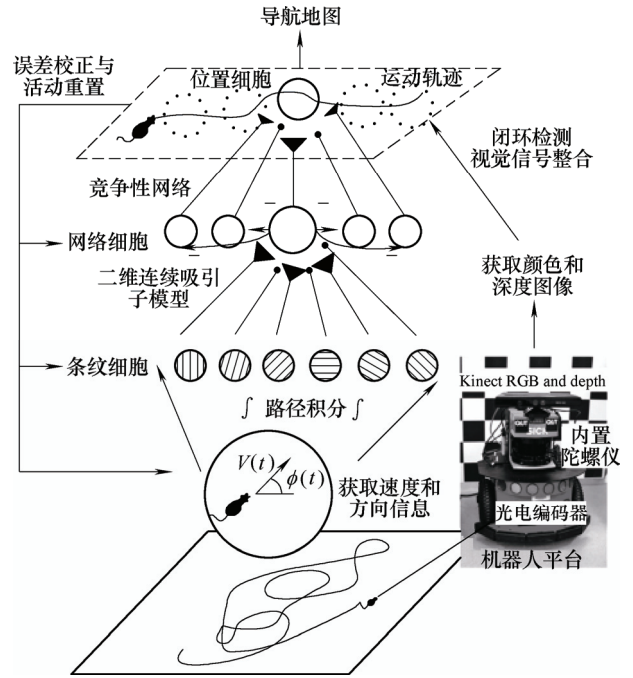 导航地图
误差校正与
活动重置
位置细胞
运动轨迹
闭环检测
视觉信号整合
竞争性网络
网络细胞
二维连续吸引
子模型
获取颜色和
深度图像
条纹细胞
Kinect RGB and depth
∫ 路径积分 ∫
内置
陀螺仪
V(t)
ϕ(t)
获取速度和
方向信息
光电编码器
机器人平台